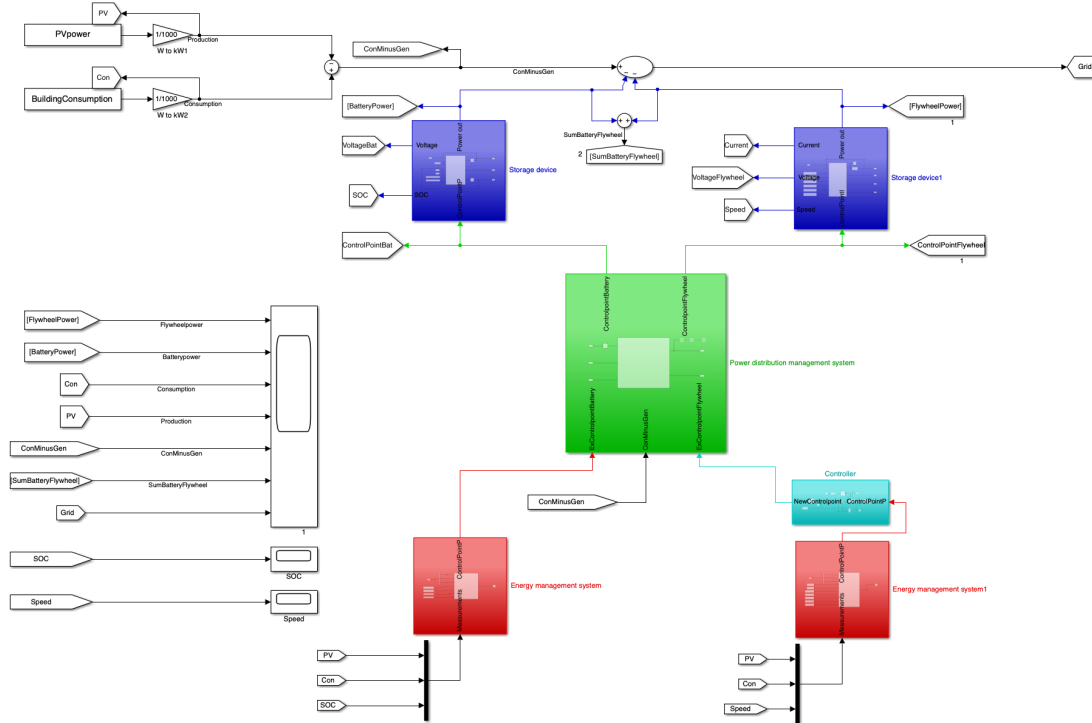 PV
PVpower
1/1000
Production
W to kW1
Con
BuildingConsumption
1/1000
Consumption
W to kW2
ConMinusGen
ConMinusGen
Grid
[BatteryPower]
[FlywheelPower]
1
SumBatteryFlywheel
2
[SumBatteryFlywheel]
VoltageBat
Voltage
Power out
SOC
SOC
ControlPointP
Storage device
Current
Current
Power out
VoltageFlywheel
Voltage
Speed
Speed
ControlPointI
Storage device1
ControlPointBat
ControlPointFlywheel
1
ControlpointBattery
ControlpointFlywheel
ExControlpointBattery
ConMinusGen
ExControlpointFlywheel
Power distribution management system
[FlywheelPower]
Flywheelpower
[BatteryPower]
Batterypower
Con
Consumption
PV
Production
ConMinusGen
ConMinusGen
[SumBatteryFlywheel]
SumBatteryFlywheel
Grid
1
SOC
SOC
Speed
Speed
ConMinusGen
Controller
NewControlpoint
ControlPointP
ControlPointP
Measurements
Energy management system
ControlPointP
Measurements
Energy management system1
PV
Con
SOC
PV
Con
Speed